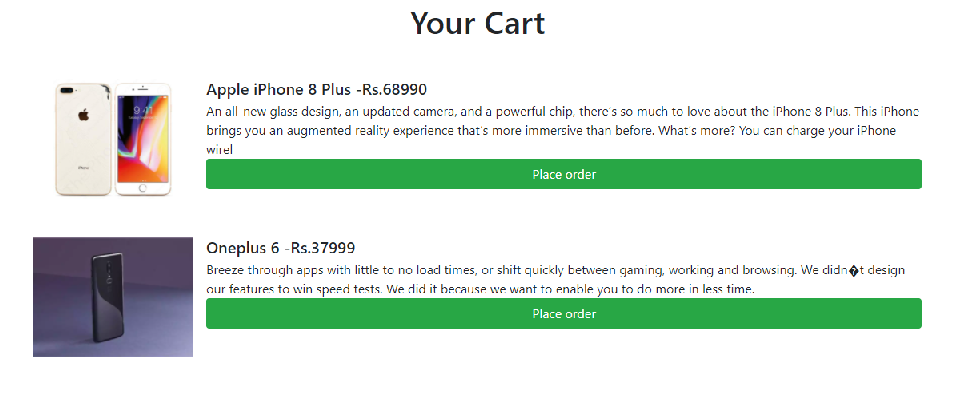 Your Cart
Apple iPhone 8 Plus -Rs.68990
An all-new glass design, an updated camera, and a powerful chip, there's so much to love about the iPhone 8 Plus. This iPhone
brings you an augmented reality experience that's more immersive than before. What's more? You can charge your iPhone
wirel
Place order
9:41
iPhone
Oneplus 6 -Rs.37999
Breeze through apps with little to no load times, or shift quickly between gaming, working and browsing. We didn�t design
our features to win speed tests. We did it because we want to enable you to do more in less time.
Place order